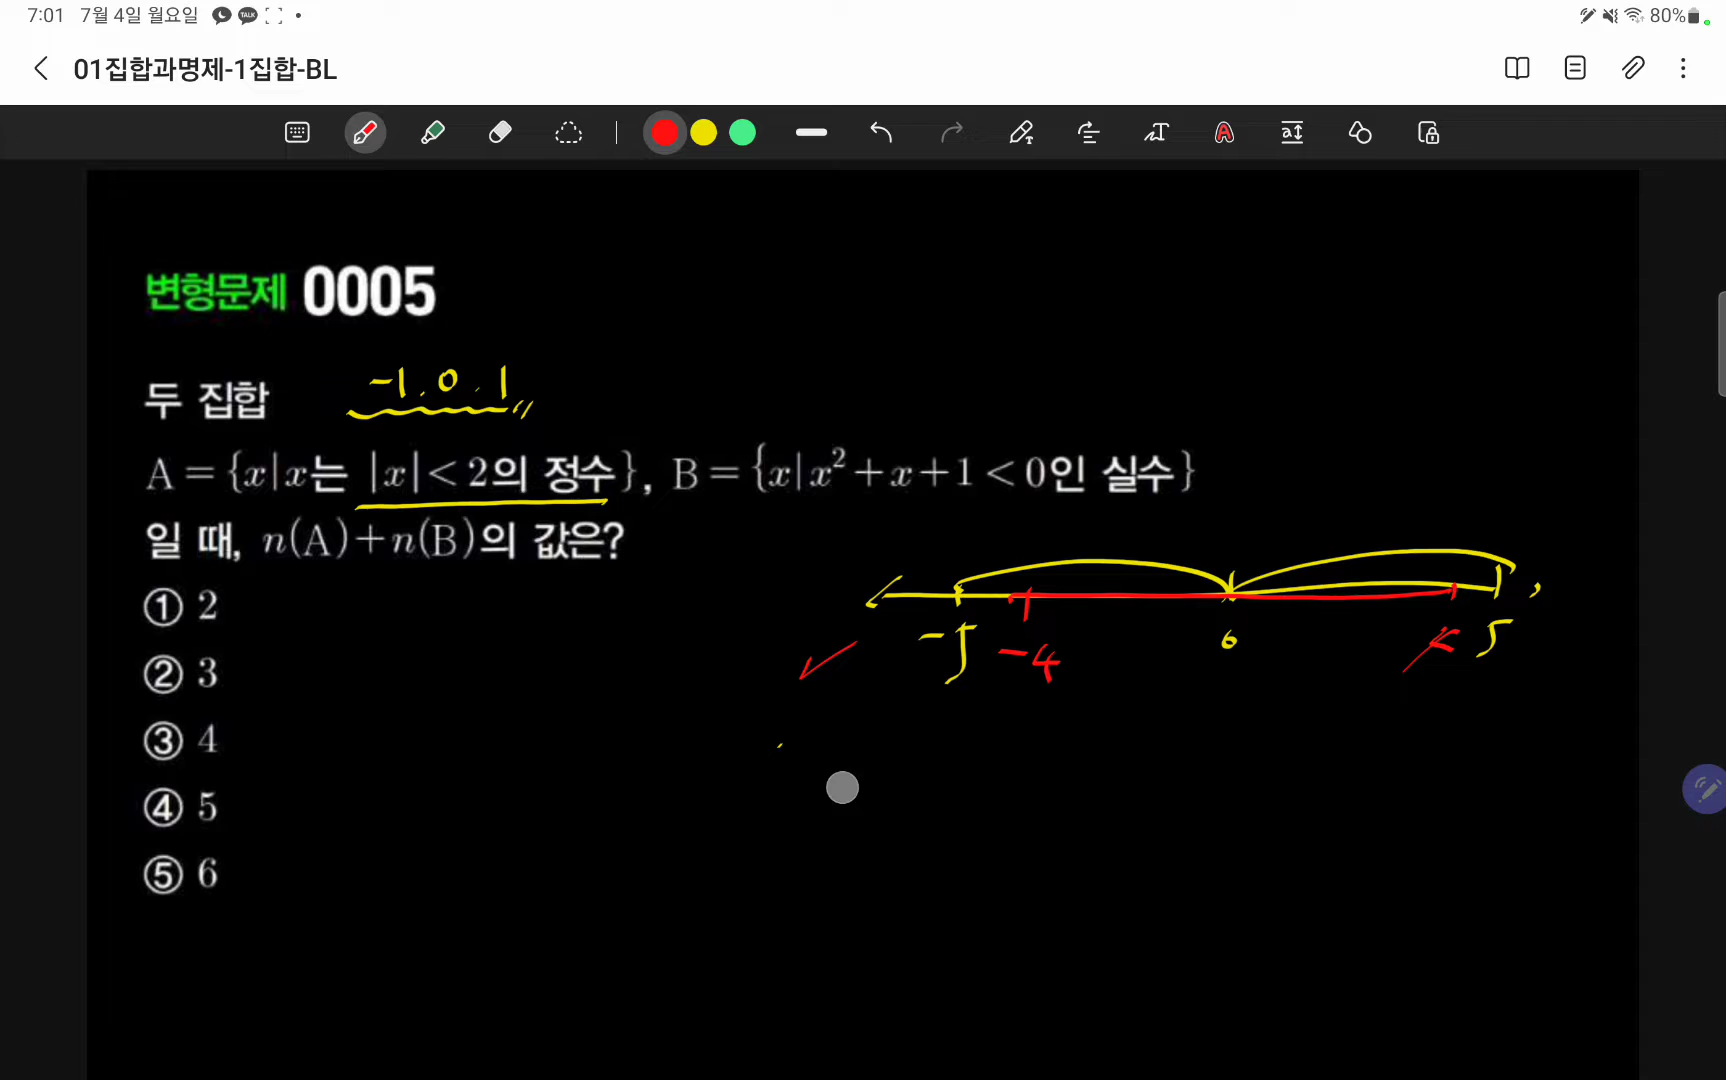 7:01 7월 4일 월요일 TALK 80%
01집합과명제-1집합-BL
변형문제 0005
-1, 0, 1
두 집합
A = {x|x는 |x| < 2의 정수}, B = {x|x² + x + 1 < 0인 실수}
일 때, n(A)+n(B)의 값은?
① 2
② 3
③ 4
④ 5
⑤ 6
-5 -4 0 5